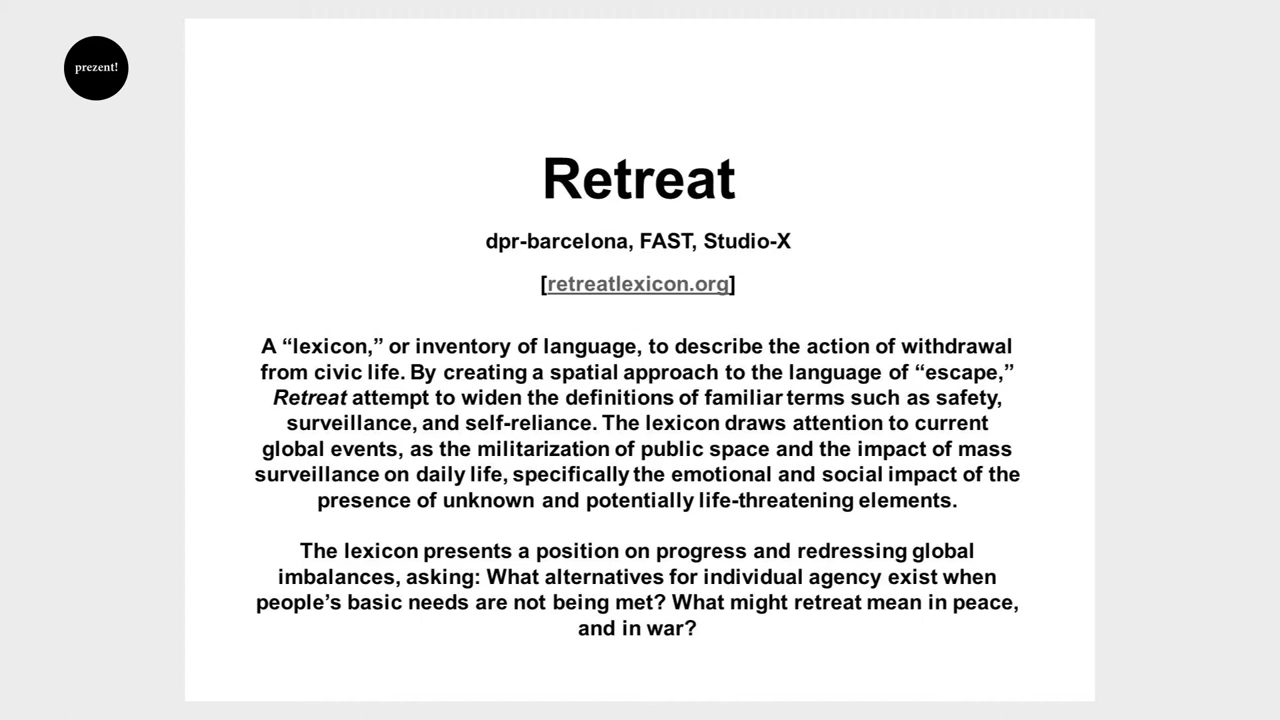 prezent!
Retreat
dpr-barcelona, FAST, Studio-X
[retreatlexicon.org]
A “lexicon,” or inventory of language, to describe the action of withdrawal
from civic life. By creating a spatial approach to the language of “escape,”
Retreat attempt to widen the definitions of familiar terms such as safety,
surveillance, and self-reliance. The lexicon draws attention to current
global events, as the militarization of public space and the impact of mass
surveillance on daily life, specifically the emotional and social impact of the
presence of unknown and potentially life-threatening elements.
The lexicon presents a position on progress and redressing global
imbalances, asking: What alternatives for individual agency exist when
people’s basic needs are not being met? What might retreat mean in peace,
and in war?